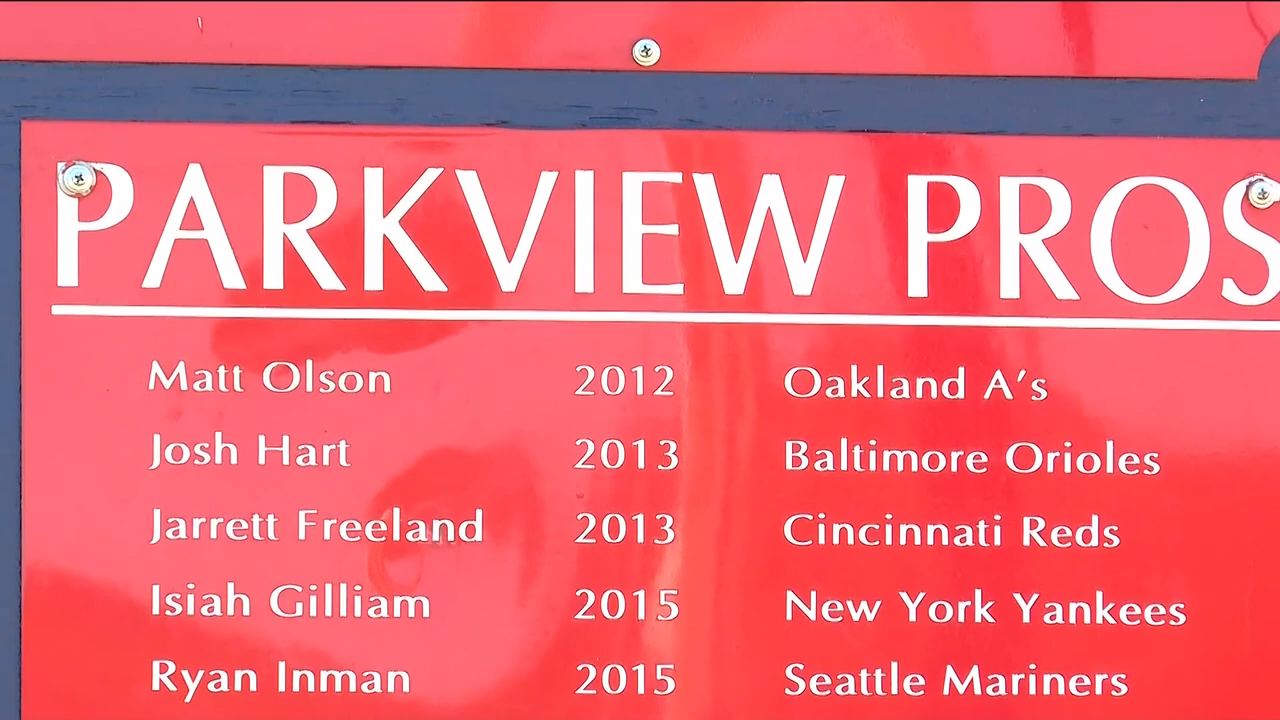 PARKVIEW PROS
Matt Olson 2012 Oakland A's
Josh Hart 2013 Baltimore Orioles
Jarrett Freeland 2013 Cincinnati Reds
Isiah Gilliam 2015 New York Yankees
Ryan Inman 2015 Seattle Mariners